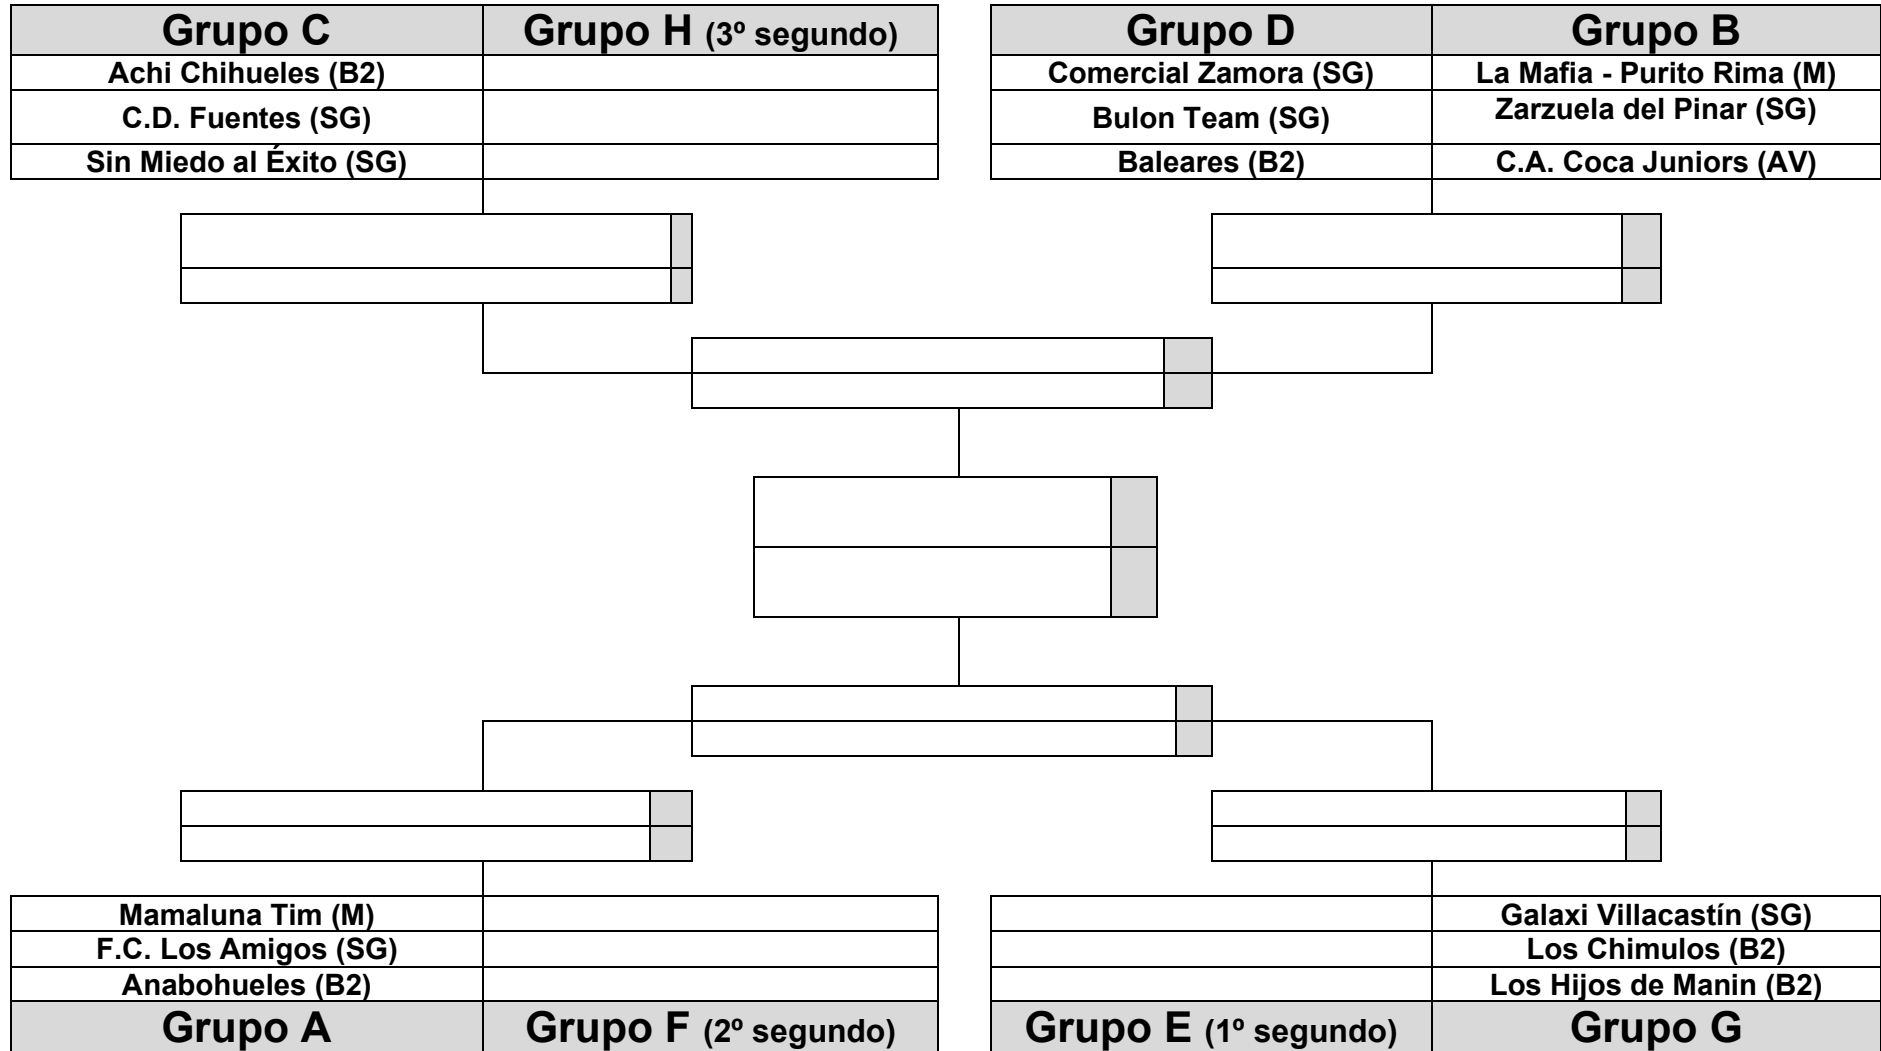 Grupo C Grupo H (3º segundo) Grupo D Grupo B
Achi Chihueles (B2) Comercial Zamora (SG) La Mafia - Purito Rima (M)
C.D. Fuentes (SG) Bulon Team (SG) Zarzuela del Pinar (SG)
Sin Miedo al Éxito (SG) Baleares (B2) C.A. Coca Juniors (AV)
Mamaluna Tim (M) Galaxi Villacastín (SG)
F.C. Los Amigos (SG) Los Chimulos (B2)
Anabohueles (B2) Los Hijos de Manin (B2)
Grupo A Grupo F (2º segundo) Grupo E (1º segundo) Grupo G